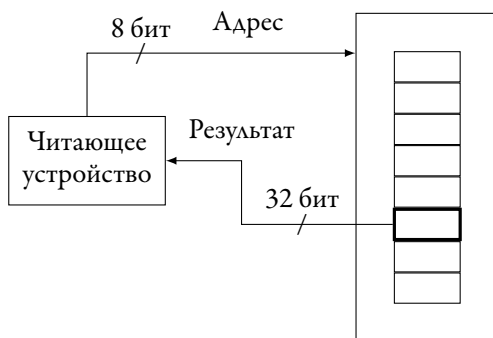 8 бит
Адрес
Читающее
устройство
Результат
32 бит